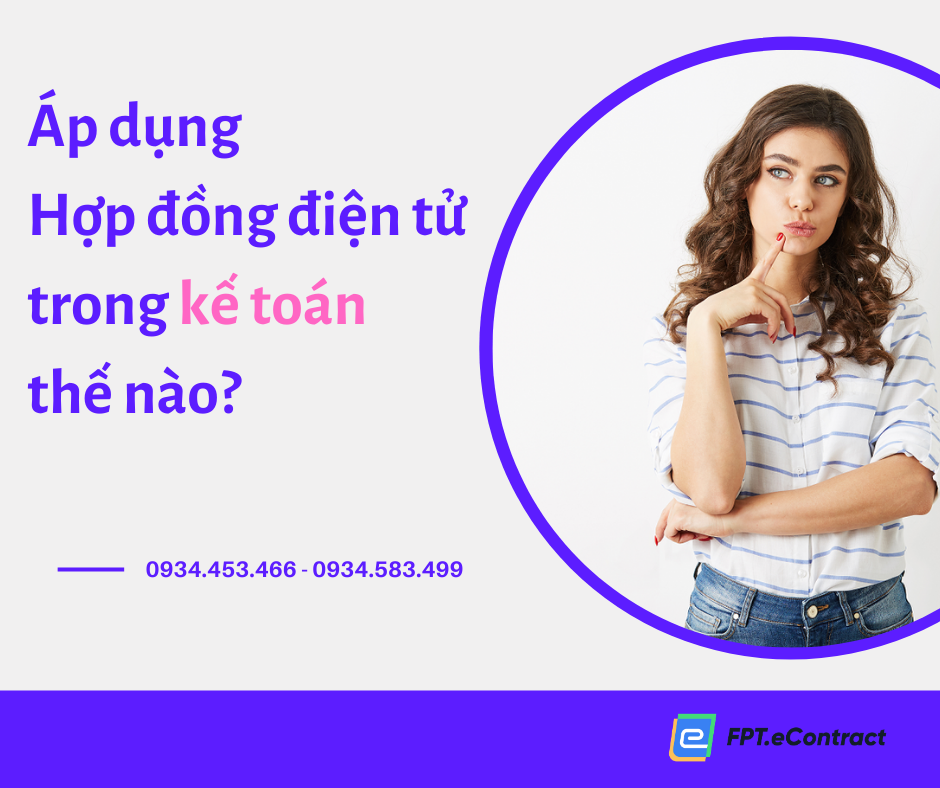 Áp dụng
Hợp đồng điện tử
trong kế toán
thế nào?
0934.453.466 - 0934.583.499
FPT.eContract